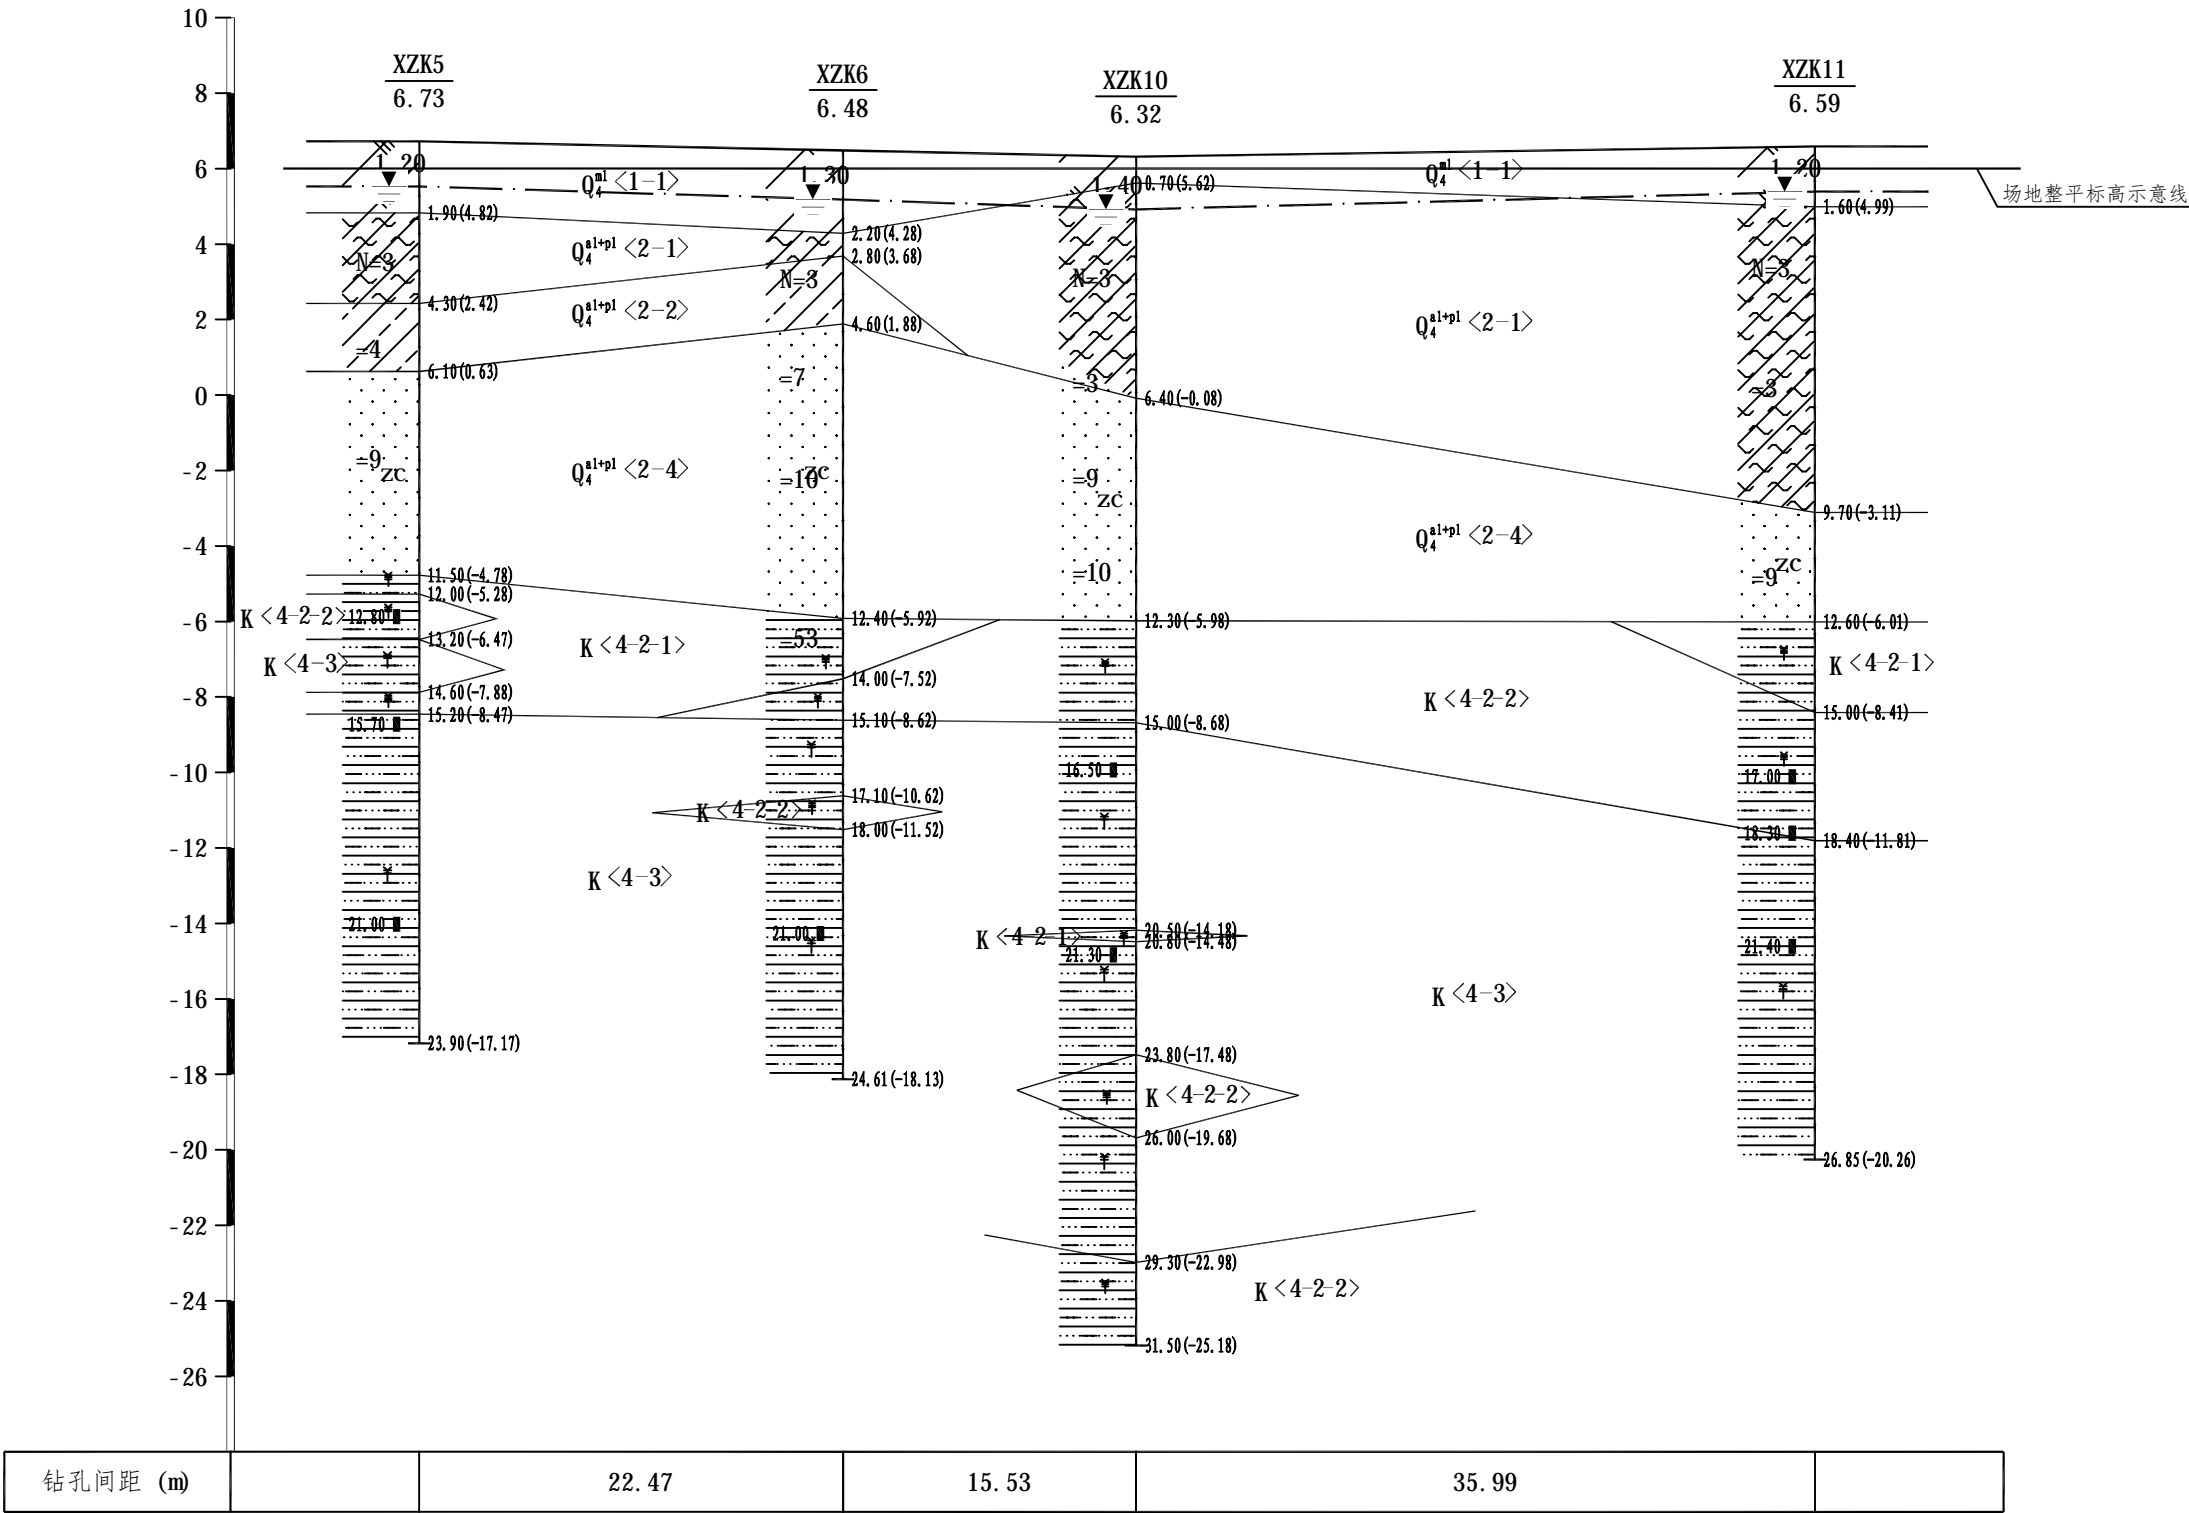 10
8
6
4
2
0
-2
-4
-6
-8
-10
-12
-14
-16
-18
-20
-22
-24
-26
XZK5
6.73
XZK6
6.48
XZK10
6.32
XZK11
6.59
场地整平标高示意线
1.20
1.90(4.82)
N=3
4.30(2.42)
=4
6.10(0.63)
=9
ZC
11.50(-4.78)
12.00(-5.28)
K<4-2-2>
12.80
13.20(-6.47)
K<4-3>
14.60(-7.88)
15.20(-8.47)
15.70
21.00
23.90(-17.17)
Q4^ml<1-1>
Q4^al+pl<2-1>
Q4^al+pl<2-2>
Q4^al+pl<2-4>
K<4-2-1>
K<4-2-2>
K<4-3>
1.30
2.20(4.28)
2.80(3.68)
N=3
4.60(1.88)
=7
=10
ZC
12.40(-5.92)
=53
14.00(-7.52)
15.10(-8.62)
17.10(-10.62)
18.00(-11.52)
21.00
24.61(-18.13)
1.40
0.70(5.62)
N=3
=3
6.40(-0.08)
=9
ZC
=10
12.30(-5.98)
15.00(-8.68)
16.50
20.50(-14.18)
K<4-2-1>
20.80(-14.48)
21.30
23.80(-17.48)
K<4-2-2>
26.00(-19.68)
29.30(-22.98)
K<4-2-2>
31.50(-25.18)
Q4^ml<1-1>
Q4^al+pl<2-1>
Q4^al+pl<2-4>
K<4-2-2>
K<4-3>
1.20
1.60(4.99)
N=3
=3
9.70(-3.11)
ZC
=9
12.60(-6.01)
K<4-2-1>
15.00(-8.41)
17.00
18.30
18.40(-11.81)
21.40
26.85(-20.26)
钻孔间距 (m) 22.47 15.53 35.99